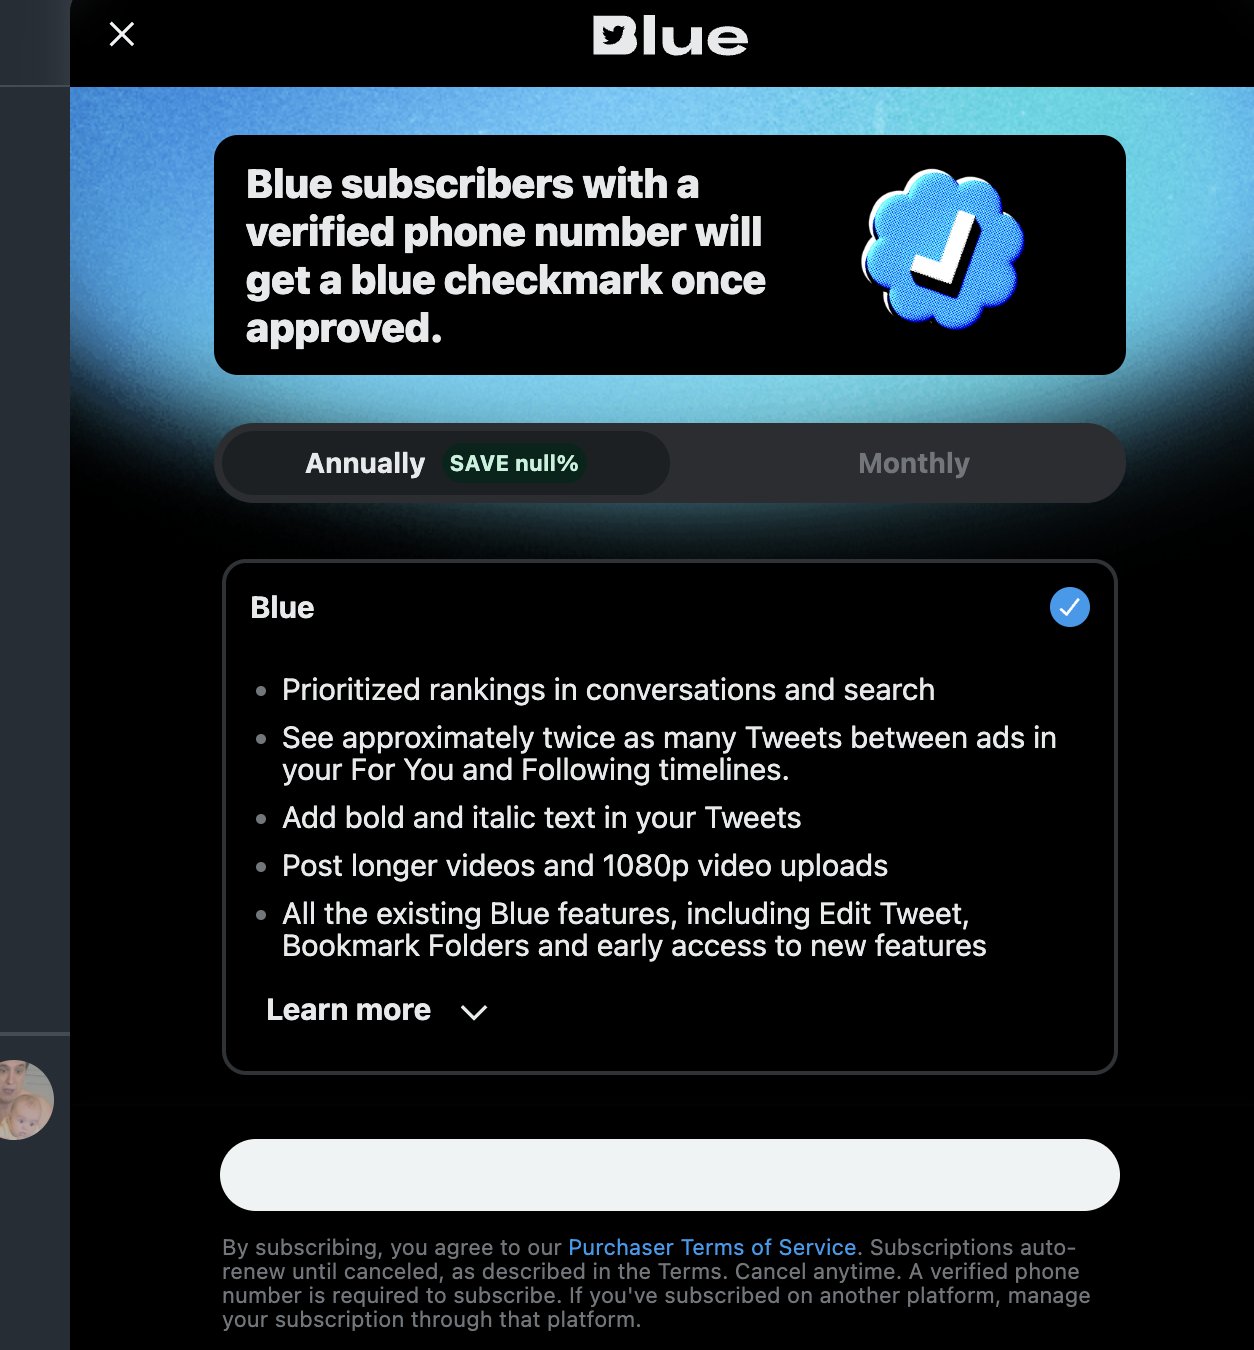 Blue
Blue subscribers with a
verified phone number will
get a blue checkmark once
approved.
Annually SAVE null% Monthly
Blue
Prioritized rankings in conversations and search
See approximately twice as many Tweets between ads in
your For You and Following timelines.
Add bold and italic text in your Tweets
Post longer videos and 1080p video uploads
All the existing Blue features, including Edit Tweet,
Bookmark Folders and early access to new features
Learn more
By subscribing, you agree to our Purchaser Terms of Service. Subscriptions auto-
renew until canceled, as described in the Terms. Cancel anytime. A verified phone
number is required to subscribe. If you've subscribed on another platform, manage
your subscription through that platform.